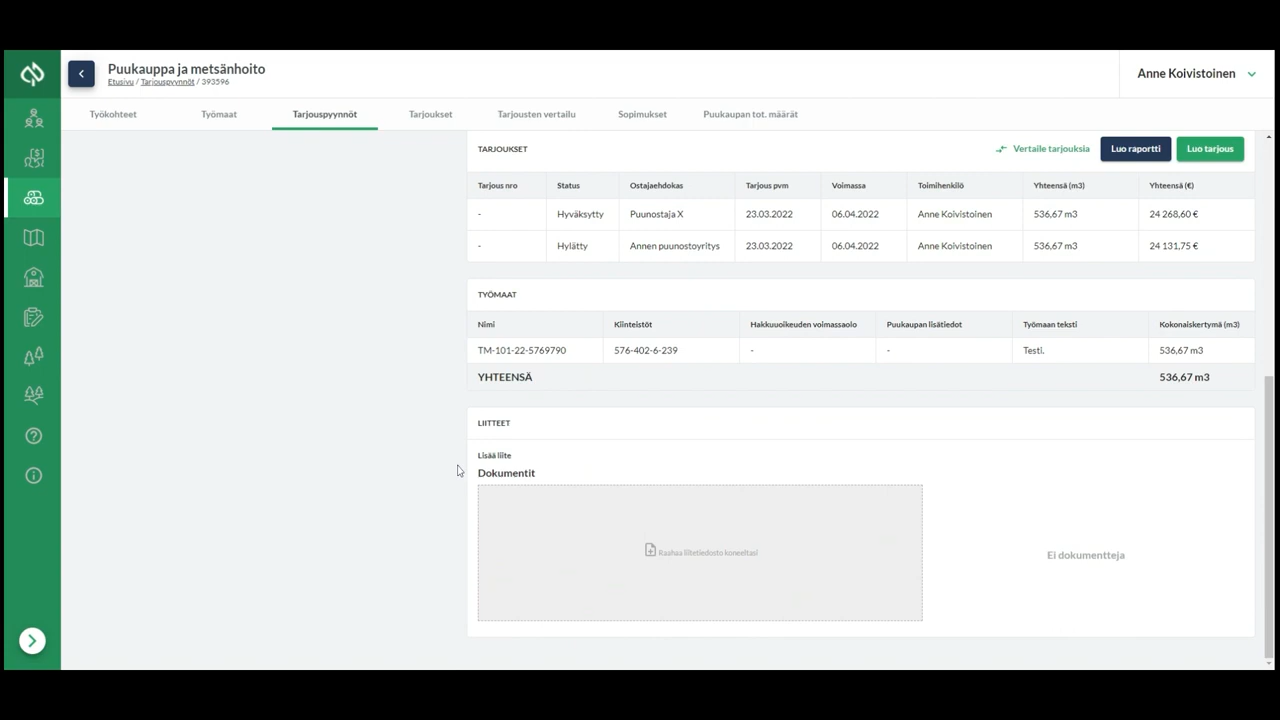 Puukauppa ja metsänhoito
Etusivu / Tarjouspyynnöt / 393596
Anne Koivistoinen
Työkohteet Työmaat Tarjouspyynnöt Tarjoukset Tarjousten vertailu Sopimukset Puukaupan tot. määrät
TARJOUKSET Vertaile tarjouksia Luo raportti Luo tarjous
Tarjous nro Status Ostajaehdokas Tarjous pvm Voimassa Toimihenkilö Yhteensä (m3) Yhteensä (€)
- Hyväksytty Puunostaja X 23.03.2022 06.04.2022 Anne Koivistoinen 536,67 m3 24 268,60 €
- Hylätty Annen puunostoyritys 23.03.2022 06.04.2022 Anne Koivistoinen 536,67 m3 24 131,75 €
TYÖMAAT
Nimi Kiinteistöt Hakkuuoikeuden voimassaolo Puukaupan lisätiedot Työmaan teksti Kokonaiskertymä (m3)
TM-101-22-5769790 576-402-6-239 - - Testi. 536,67 m3
YHTEENSÄ 536,67 m3
LIITTEET
Lisää liite
Dokumentit
Raahaa liitetiedosto koneeltasi
Ei dokumentteja